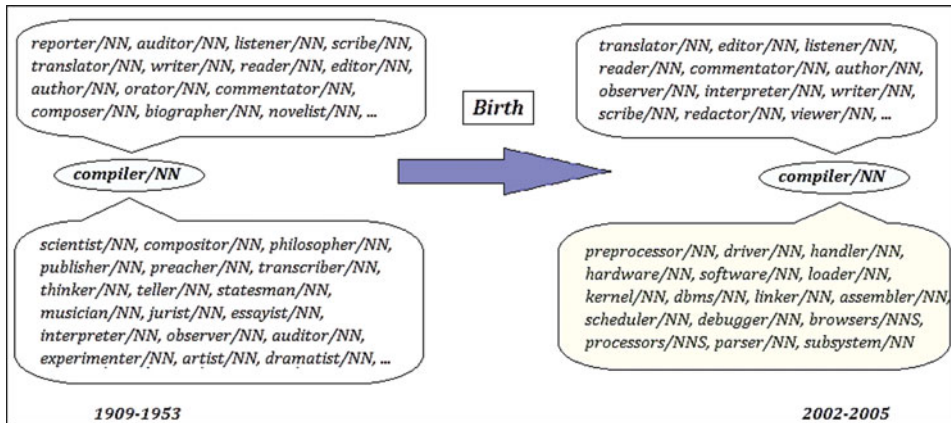 reporter/NN, auditor/NN, listener/NN, scribe/NN,
translator/NN, writer/NN, reader/NN, editor/NN,
author/NN, orator/NN, commentator/NN,
composer/NN, biographer/NN, novelist/NN, ...
compiler/NN
scientist/NN, compositor/NN, philosopher/NN,
publisher/NN, preacher/NN, transcriber/NN,
thinker/NN, teller/NN, statesman/NN,
musician/NN, jurist/NN, essayist/NN,
interpreter/NN, observer/NN, auditor/NN,
experimenter/NN, artist/NN, dramatist/NN, ...
1909-1953
Birth
translator/NN, editor/NN, listener/NN,
reader/NN, commentator/NN, author/NN,
observer/NN, interpreter/NN, writer/NN,
scribe/NN, redactor/NN, viewer/NN, ...
compiler/NN
preprocessor/NN, driver/NN, handler/NN,
hardware/NN, software/NN, loader/NN,
kernel/NN, dbms/NN, linker/NN, assembler/NN,
scheduler/NN, debugger/NN, browsers/NNS,
processors/NNS, parser/NN, subsystem/NN
2002-2005